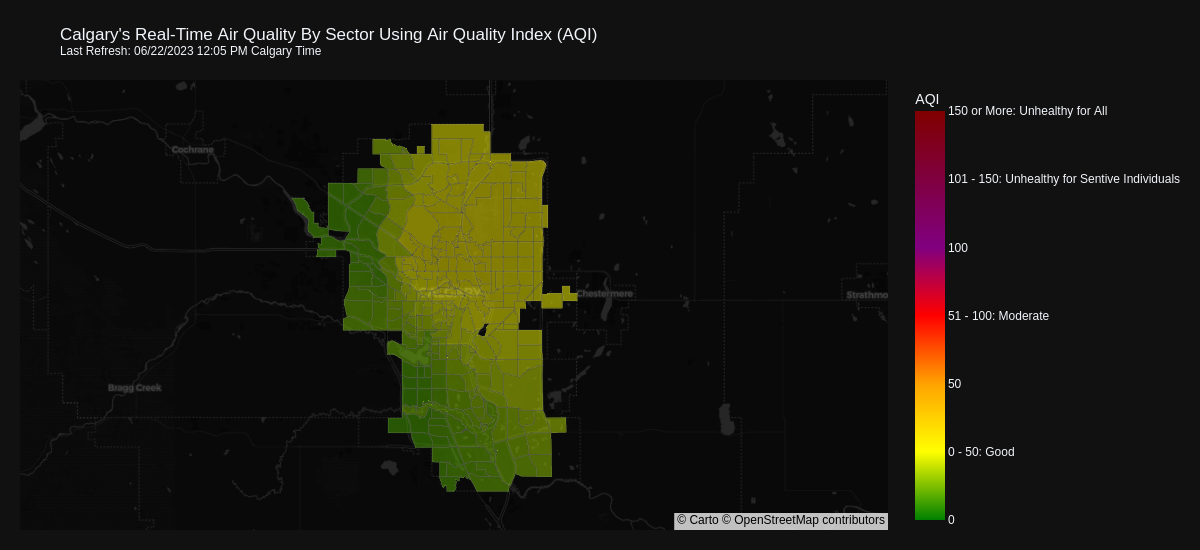 Calgary's Real-Time Air Quality By Sector Using Air Quality Index (AQI)
Last Refresh: 06/22/2023 12:05 PM Calgary Time
AQI
150 or More: Unhealthy for All
Cochrane
101 - 150: Unhealthy for Sentive Individuals
100
Chestermere
Strathmo
51 - 100: Moderate
Bragg Creek
50
0 - 50: Good
0
© Carto © OpenStreetMap contributors